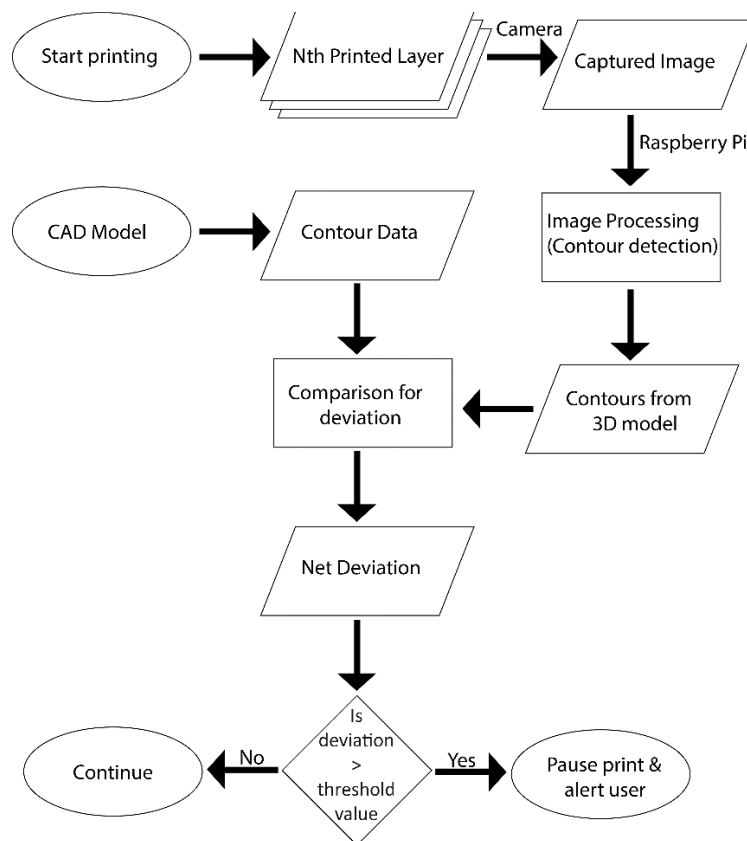 Start printing
Nth Printed Layer
Camera
Captured Image
Raspberry Pi
CAD Model
Contour Data
Image Processing
(Contour detection)
Comparison for
deviation
Contours from
3D model
Net Deviation
Is
deviation
>
threshold
value
No
Yes
Continue
Pause print &
alert user